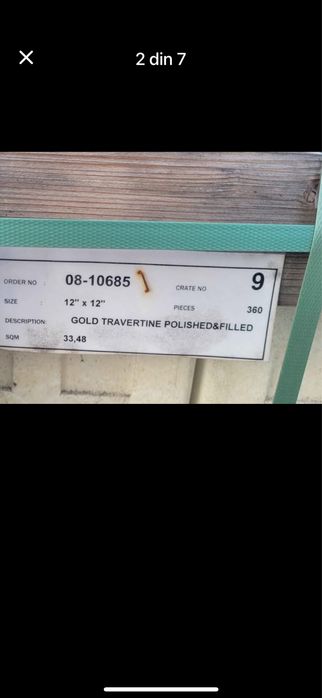 2 din 7
ORDER NO : 08-10685 CRATE NO 9
SIZE : 12" x 12" PIECES 360
DESCRIPTION: GOLD TRAVERTINE POLISHED&FILLED
SQM 33,48